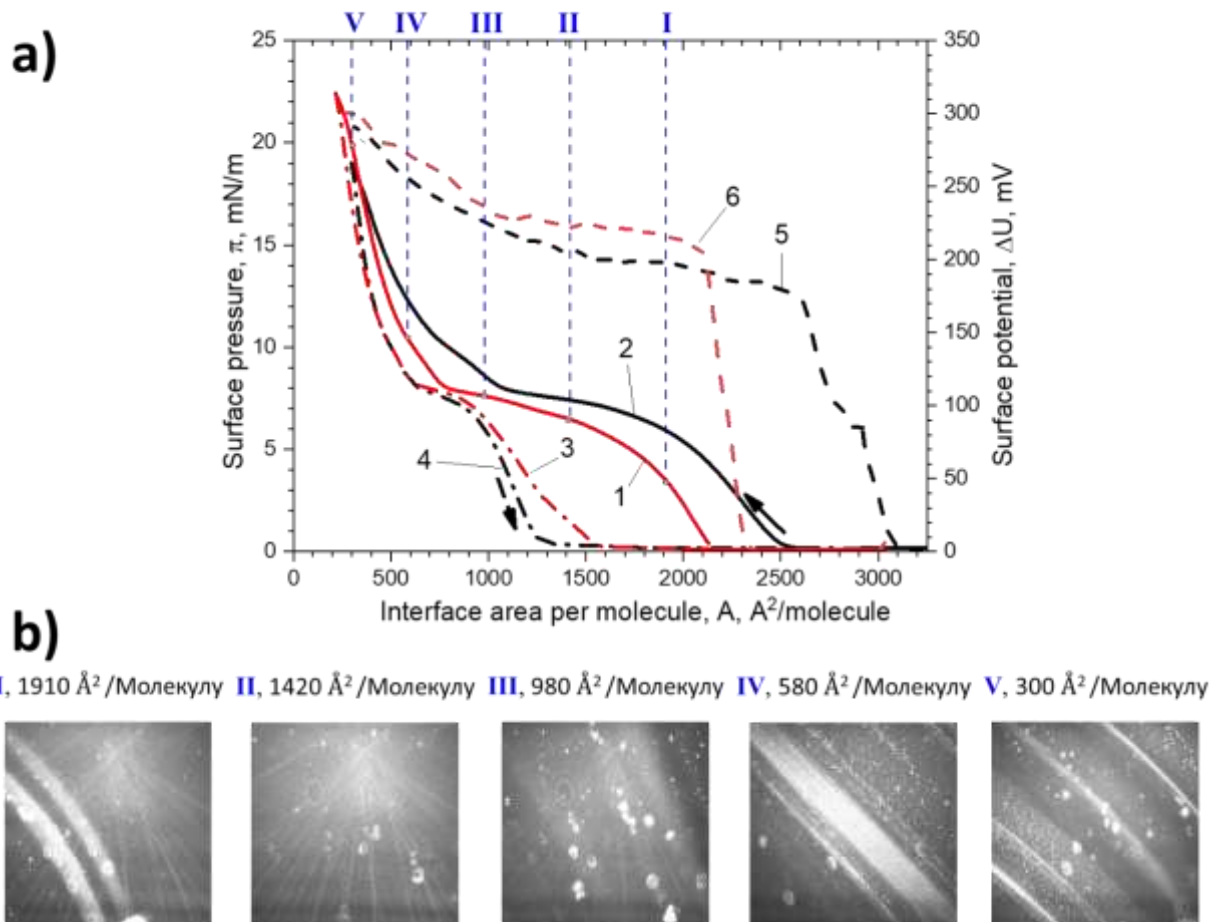 a)
V IV III II I
25
20
15
10
5
0
Surface pressure, π, mN/m
350
300
250
200
150
100
50
0
Surface potential, ΔU, mV
6
5
2
4
3
1
0 500 1000 1500 2000 2500 3000
Interface area per molecule, A, A²/molecule
b)
I, 1910 Å²/Молекулу II, 1420 Å²/Молекулу III, 980 Å²/Молекулу IV, 580 Å²/Молекулу V, 300 Å²/Молекулу